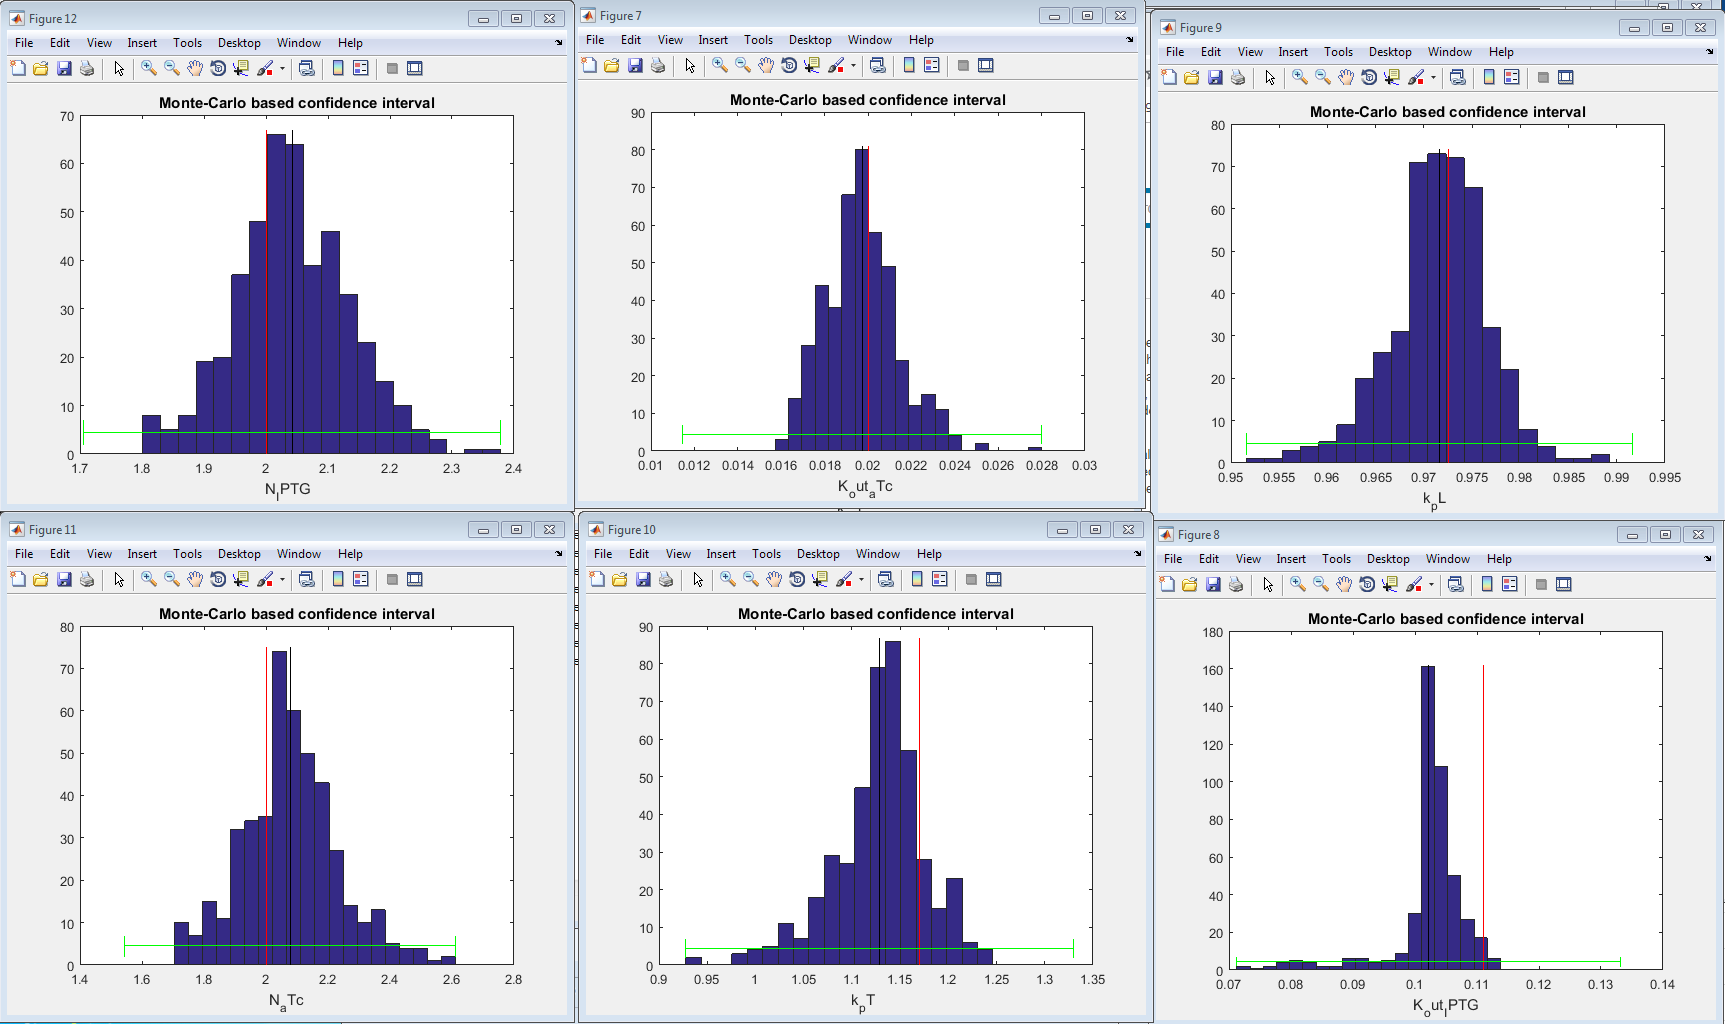 Figure 12
File Edit View Insert Tools Desktop Window Help
Monte-Carlo based confidence interval
70
60
50
40
30
20
10
0
1.7 1.8 1.9 2 2.1 2.2 2.3 2.4
N_IPTG
Figure 7
File Edit View Insert Tools Desktop Window Help
Monte-Carlo based confidence interval
90
80
70
60
50
40
30
20
10
0
0.01 0.012 0.014 0.016 0.018 0.02 0.022 0.024 0.026 0.028 0.03
K_out_aTc
Figure 9
File Edit View Insert Tools Desktop Window Help
Monte-Carlo based confidence interval
80
70
60
50
40
30
20
10
0
0.95 0.955 0.96 0.965 0.97 0.975 0.98 0.985 0.99 0.995
k_pL
Figure 11
File Edit View Insert Tools Desktop Window Help
Monte-Carlo based confidence interval
80
70
60
50
40
30
20
10
0
1.4 1.6 1.8 2 2.2 2.4 2.6 2.8
N_aTc
Figure 10
File Edit View Insert Tools Desktop Window Help
Monte-Carlo based confidence interval
90
80
70
60
50
40
30
20
10
0
0.9 0.95 1 1.05 1.1 1.15 1.2 1.25 1.3 1.35
k_pT
Figure 8
File Edit View Insert Tools Desktop Window Help
Monte-Carlo based confidence interval
180
160
140
120
100
80
60
40
20
0
0.07 0.08 0.09 0.1 0.11 0.12 0.13 0.14
K_out_IPTG